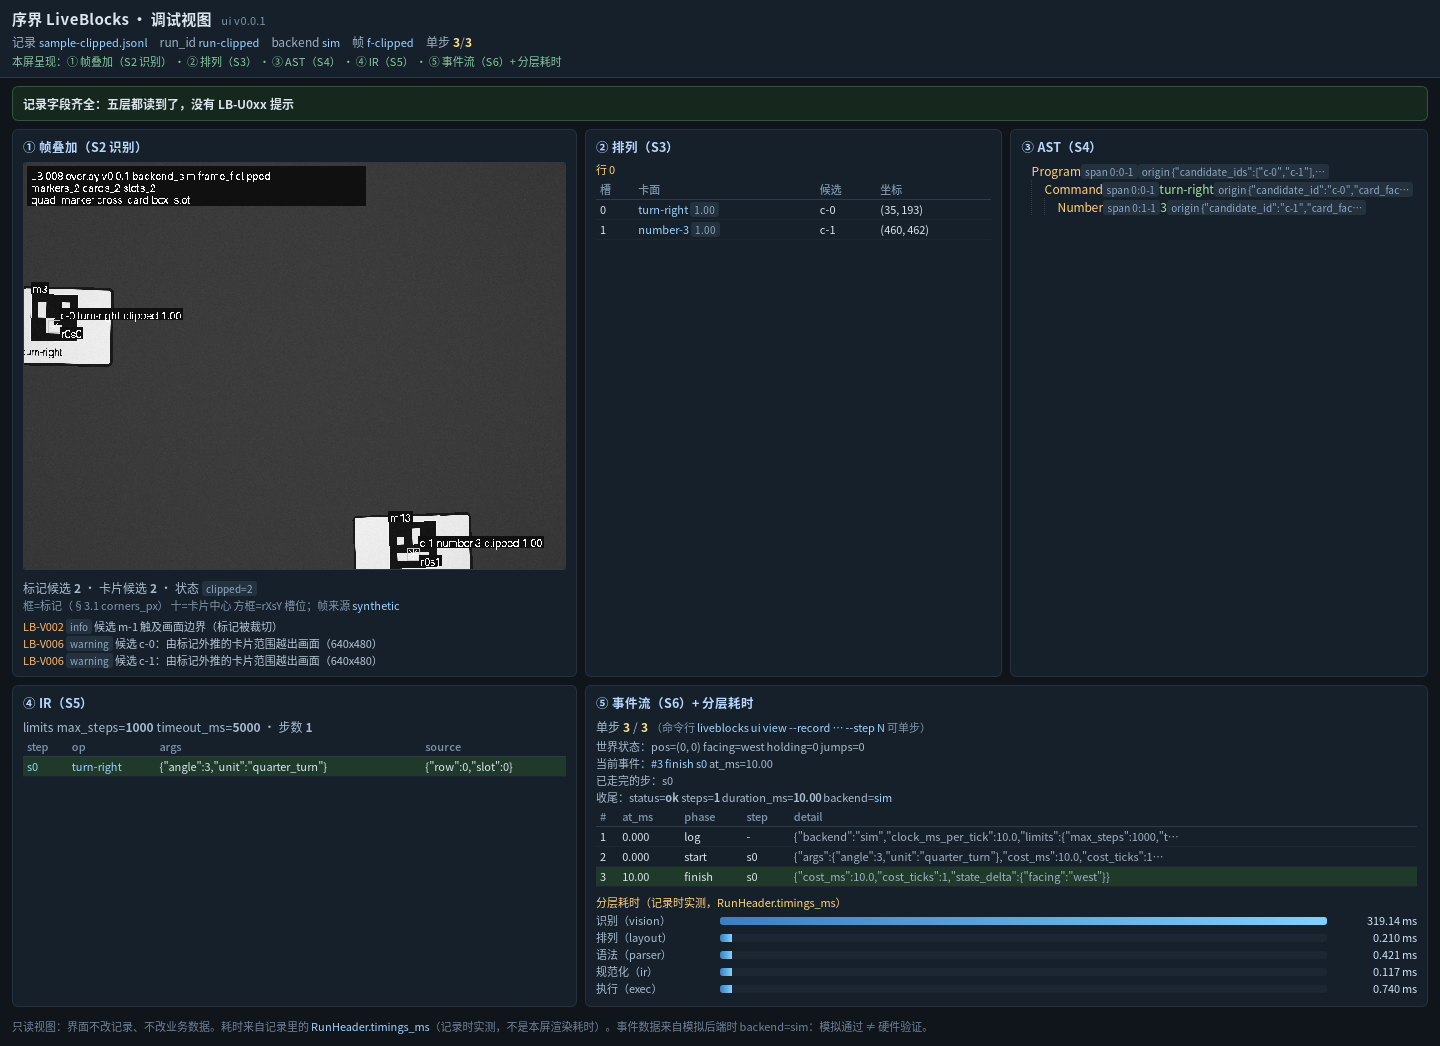 序界 LiveBlocks · 调试视图 ui v0.0.1
记录 sample-clipped.jsonl run_id run-clipped backend sim 帧 f-clipped 单步 3/3
本屏呈现：① 帧叠加（S2 识别） · ② 排列（S3） · ③ AST（S4） · ④ IR（S5） · ⑤ 事件流（S6）+ 分层耗时
记录字段齐全：五层都读到了，没有 LB-U0xx 提示
① 帧叠加（S2 识别）
markers_2 cards_2 slots_2
m3
c-0 turn-right clipped 1.00
r0s0
m13
c-1 number-3 clipped 1.00
r0s1
标记候选 2 · 卡片候选 2 · 状态 clipped=2
框=标记（§3.1 corners_px） 十=卡片中心 方框=rXsY 槽位；帧来源 synthetic
LB-V002 info 候选 m-1 触及画面边界（标记被裁切）
LB-V006 warning 候选 c-0：由标记外推的卡片范围越出画面（640x480）
LB-V006 warning 候选 c-1：由标记外推的卡片范围越出画面（640x480）
② 排列（S3）
行 0
槽 卡面 候选 坐标
0 turn-right 1.00 c-0 (35, 193)
1 number-3 1.00 c-1 (460, 462)
③ AST（S4）
Program span 0:0-1 origin {"candidate_ids":["c-0","c-1"],…
Command span 0:0-1 turn-right origin {"candidate_id":"c-0","card_fac…
Number span 0:1-1 3 origin {"candidate_id":"c-1","card_fac…
④ IR（S5）
limits max_steps=1000 timeout_ms=5000 · 步数 1
step op args source
s0 turn-right {"angle":3,"unit":"quarter_turn"} {"row":0,"slot":0}
⑤ 事件流（S6）+ 分层耗时
单步 3 / 3 （命令行 liveblocks ui view --record … --step N 可单步）
世界状态：pos=(0, 0) facing=west holding=0 jumps=0
当前事件：#3 finish s0 at_ms=10.00
已走完的步：s0
收尾：status=ok steps=1 duration_ms=10.00 backend=sim
# at_ms phase step detail
1 0.000 log - {"backend":"sim","clock_ms_per_tick":10.0,"limits":{"max_steps":1000,"t…
2 0.000 start s0 {"args":{"angle":3,"unit":"quarter_turn"},"cost_ms":10.0,"cost_ticks":1…
3 10.00 finish s0 {"cost_ms":10.0,"cost_ticks":1,"state_delta":{"facing":"west"}}
分层耗时（记录时实测，RunHeader.timings_ms）
识别（vision） 319.14 ms
排列（layout） 0.210 ms
语法（parser） 0.421 ms
规范化（ir） 0.117 ms
执行（exec） 0.740 ms
只读视图：界面不改记录、不改业务数据。耗时来自记录里的 RunHeader.timings_ms（记录时实测，不是本屏渲染耗时）。事件数据来自模拟后端时 backend=sim：模拟通过 ≠ 硬件验证。